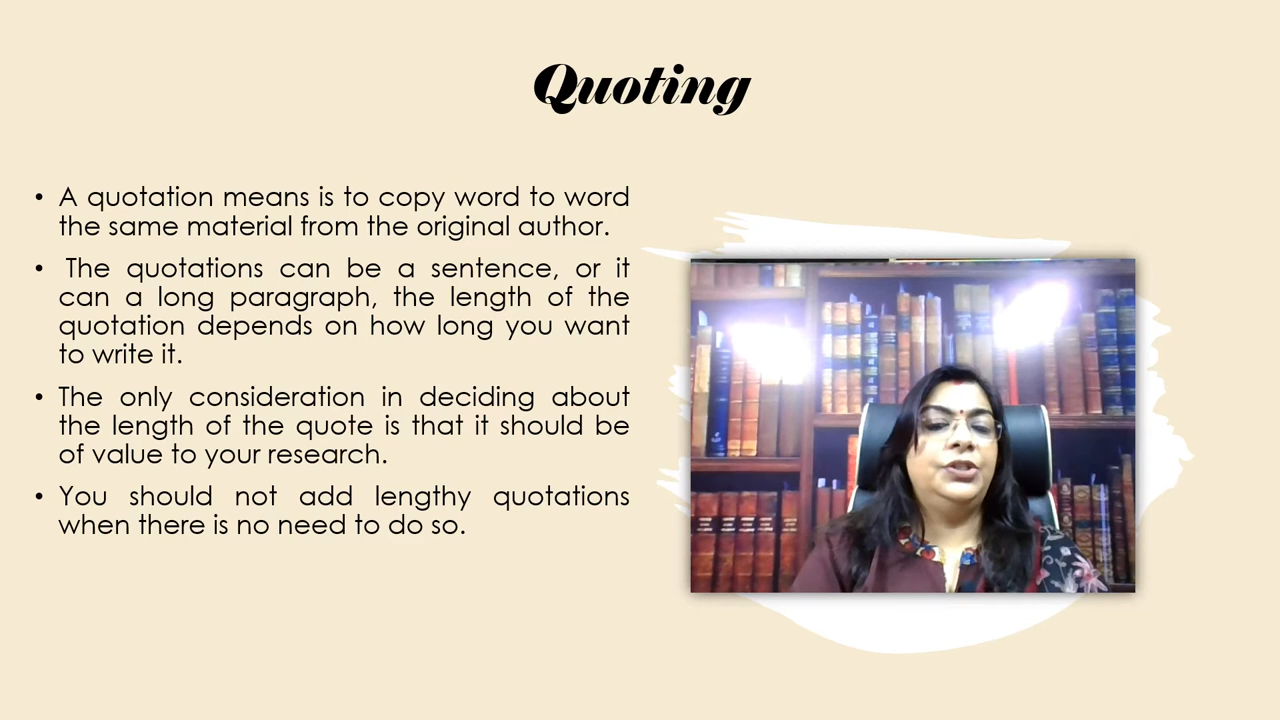 Quoting
• A quotation means is to copy word to word
the same material from the original author.
• The quotations can be a sentence, or it
can a long paragraph, the length of the
quotation depends on how long you want
to write it.
• The only consideration in deciding about
the length of the quote is that it should be
of value to your research.
• You should not add lengthy quotations
when there is no need to do so.